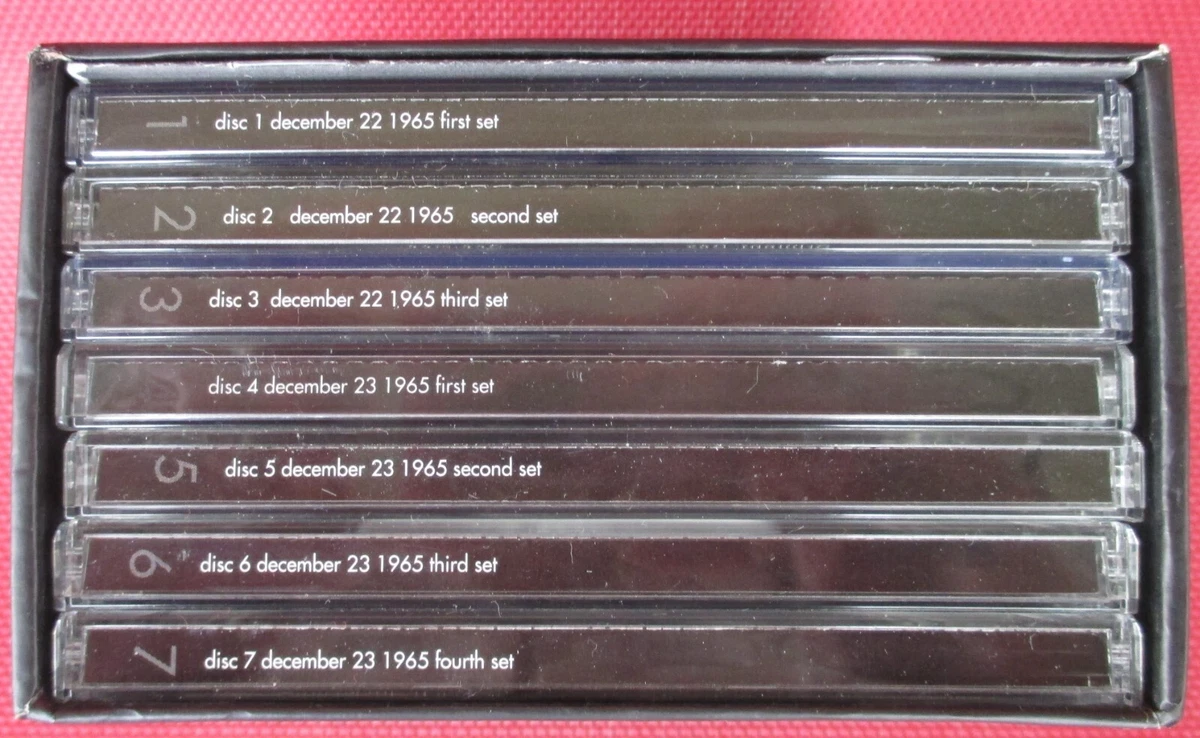 1 disc 1 december 22 1965 first set
2 disc 2 december 22 1965 second set
3 disc 3 december 22 1965 third set
4 disc 4 december 23 1965 first set
5 disc 5 december 23 1965 second set
6 disc 6 december 23 1965 third set
7 disc 7 december 23 1965 fourth set